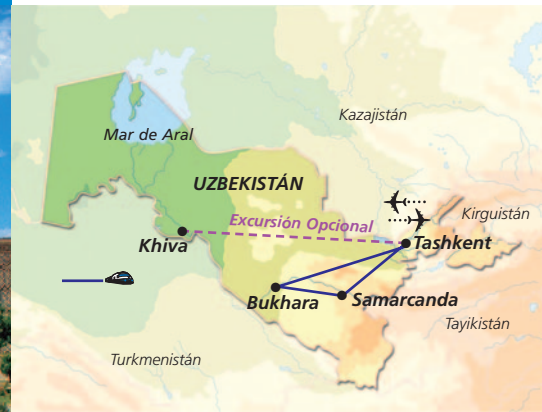 Kazajistán
Mar de Aral
UZBEKISTÁN
Excursión Opcional
Kirguistán
Khiva
Tashkent
Bukhara
Samarcanda
Tayikistán
Turkmenistán